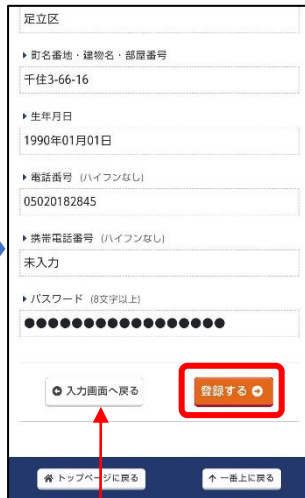 足立区
町名番地・建物名・部屋番号
千住3-66-16
生年月日
1990年01月01日
電話番号 (ハイフンなし)
05020182845
携帯電話番号 (ハイフンなし)
未入力
パスワード (8文字以上)
●●●●●●●●●●●●●●●●●
入力画面へ戻る
登録する
トップページに戻る
一番上に戻る